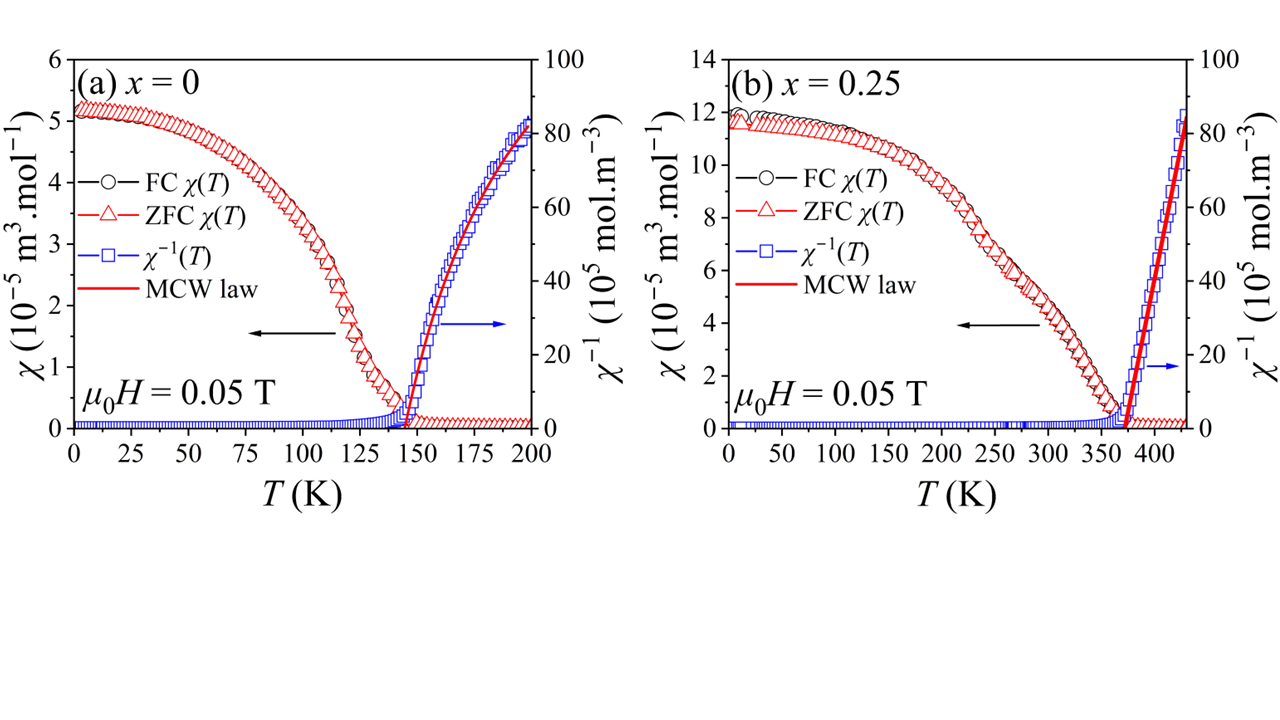 (a) x = 0
6
5
4
3
2
1
0
χ (10⁻⁵ m³.mol⁻¹)
FC χ(T)
ZFC χ(T)
χ⁻¹(T)
MCW law
μ₀H = 0.05 T
100
80
60
40
20
0
χ⁻¹ (10⁵ mol.m⁻³)
0 25 50 75 100 125 150 175 200
T (K)
(b) x = 0.25
14
12
10
8
6
4
2
0
χ (10⁻⁵ m³.mol⁻¹)
FC χ(T)
ZFC χ(T)
χ⁻¹(T)
MCW law
μ₀H = 0.05 T
100
80
60
40
20
0
χ⁻¹ (10⁵ mol.m⁻³)
0 50 100 150 200 250 300 350 400
T (K)